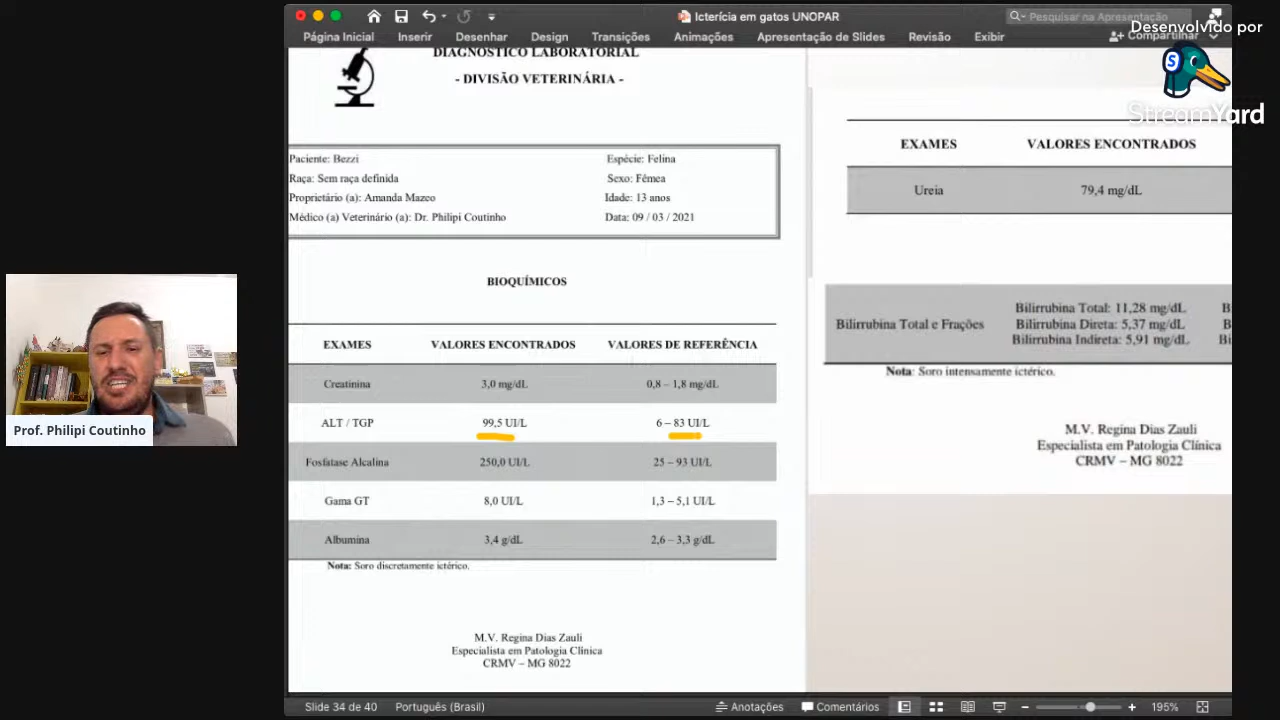 Icterícia em gatos UNOPAR
Pesquisar na Apresentação
Desenvolvido por
StreamYard
Página Inicial Inserir Desenhar Design Transições Animações Apresentação de Slides Revisão Exibir Compartilhar
DIAGNÓSTICO LABORATORIAL
- DIVISÃO VETERINÁRIA -
Paciente: Bezzi Espécie: Felina
Raça: Sem raça definida Sexo: Fêmea
Proprietário (a): Amanda Mazeo Idade: 13 anos
Médico (a) Veterinário (a): Dr. Philipi Coutinho Data: 09 / 03 / 2021
BIOQUÍMICOS
EXAMES VALORES ENCONTRADOS VALORES DE REFERÊNCIA
Creatinina 3,0 mg/dL 0,8 – 1,8 mg/dL
ALT / TGP 99,5 UI/L 6 – 83 UI/L
Fosfatase Alcalina 250,0 UI/L 25 – 93 UI/L
Gama GT 8,0 UI/L 1,3 – 5,1 UI/L
Albumina 3,4 g/dL 2,6 – 3,3 g/dL
Nota: Soro discretamente ictérico.
M.V. Regina Dias Zauli
Especialista em Patologia Clínica
CRMV – MG 8022
EXAMES VALORES ENCONTRADOS
Ureia 79,4 mg/dL
Bilirrubina Total e Frações
Bilirrubina Total: 11,28 mg/dL B
Bilirrubina Direta: 5,37 mg/dL B
Bilirrubina Indireta: 5,91 mg/dL Bi
Nota: Soro intensamente ictérico.
M.V. Regina Dias Zauli
Especialista em Patologia Clínica
CRMV – MG 8022
Prof. Philipi Coutinho
Slide 34 de 40 Português (Brasil) Anotações Comentários 195%